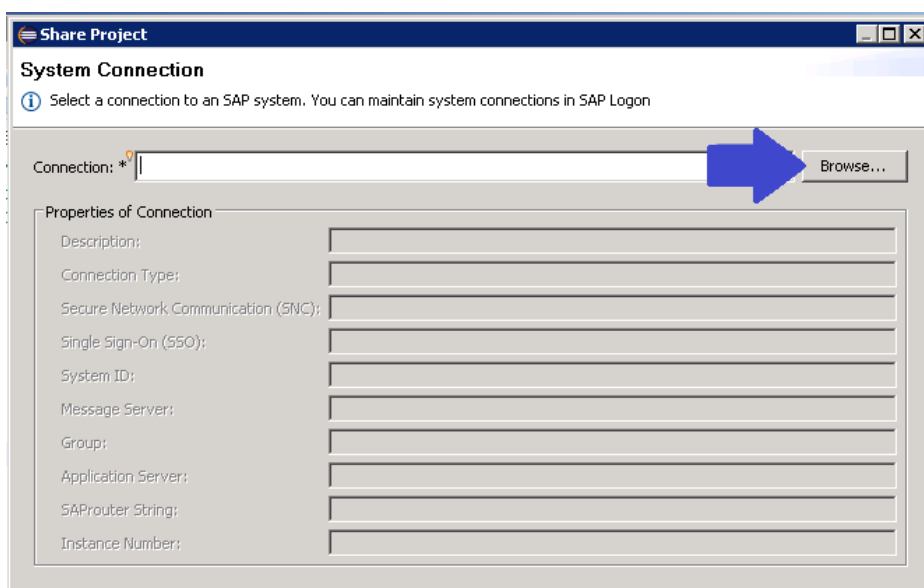 Share Project
System Connection
Select a connection to an SAP system. You can maintain system connections in SAP Logon
Connection: * Browse...
Properties of Connection
Description:
Connection Type:
Secure Network Communication (SNC):
Single Sign-On (SSO):
System ID:
Message Server:
Group:
Application Server:
SAProuter String:
Instance Number: